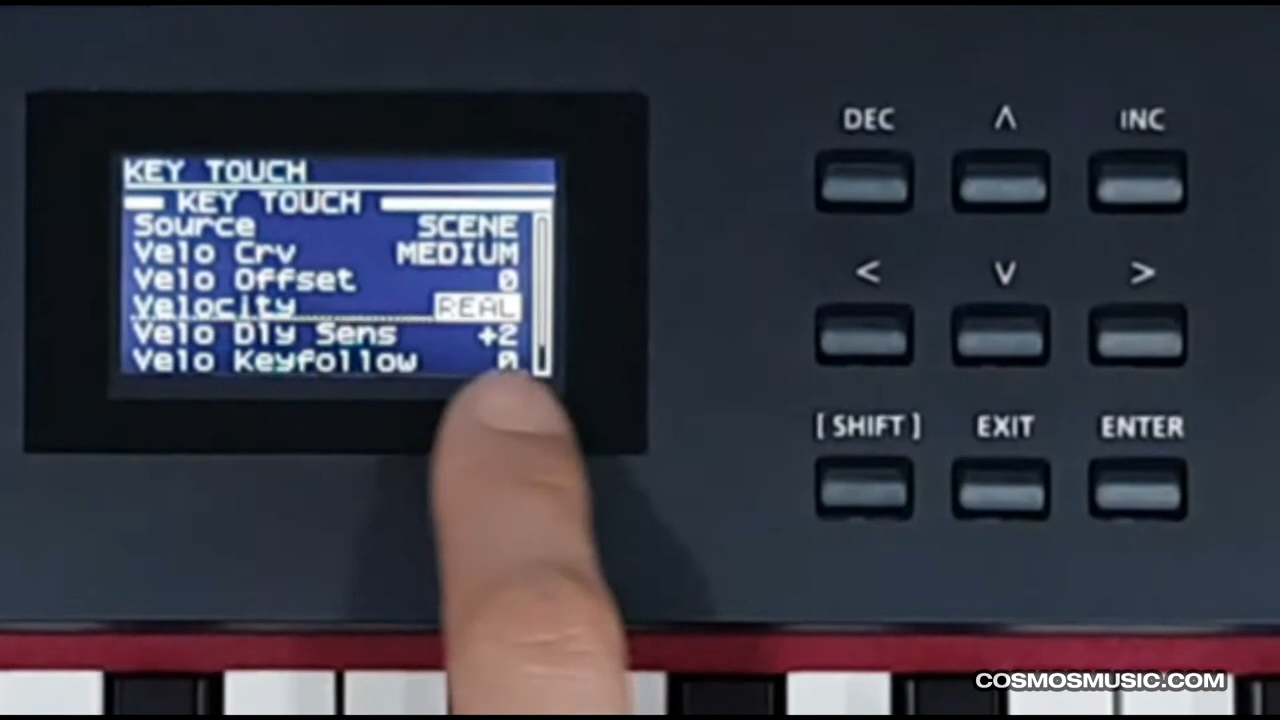 KEY TOUCH
KEY TOUCH
Source SCENE
Velo Crv MEDIUM
Velo Offset 0
Velocity REAL
Velo Dly Sens +2
Velo Keyfollow 0
DEC ∧ INC
< ∨ >
[ SHIFT ] EXIT ENTER
COSMOSMUSIC.COM